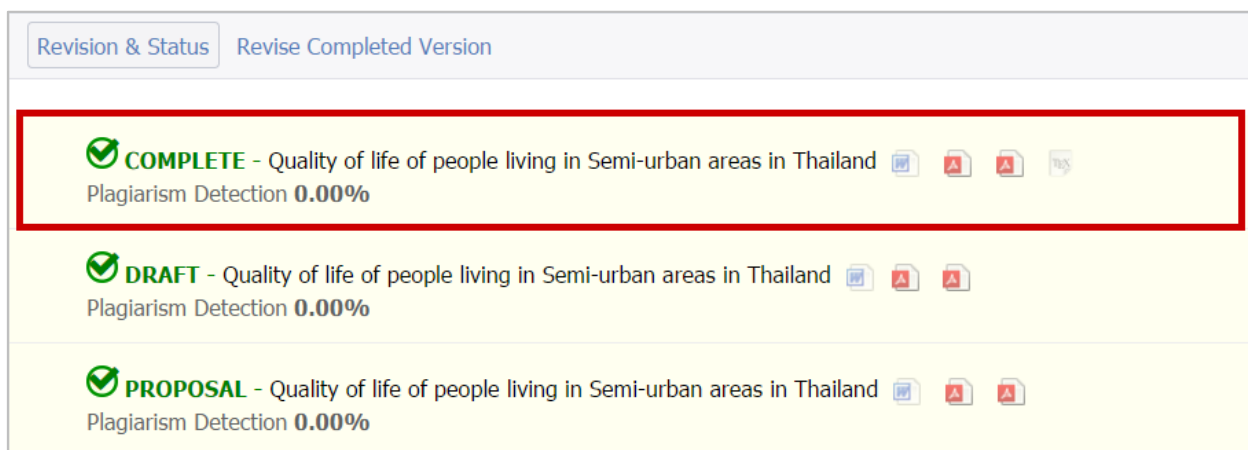 Revision & Status Revise Completed Version
COMPLETE - Quality of life of people living in Semi-urban areas in Thailand
Plagiarism Detection 0.00%
DRAFT - Quality of life of people living in Semi-urban areas in Thailand
Plagiarism Detection 0.00%
PROPOSAL - Quality of life of people living in Semi-urban areas in Thailand
Plagiarism Detection 0.00%